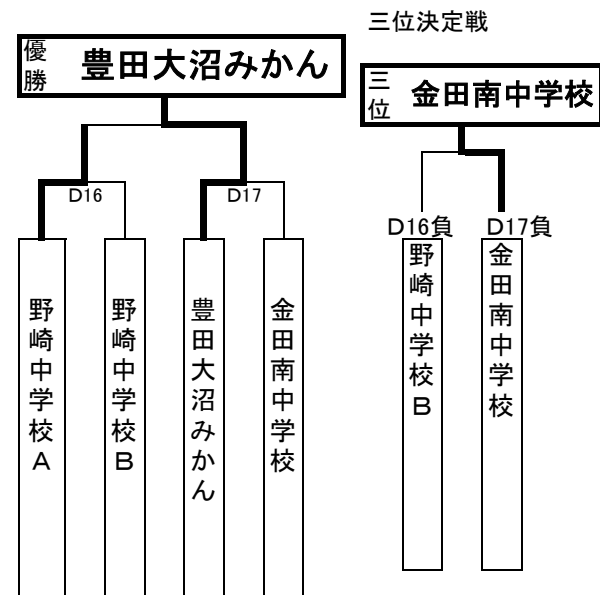 三位決定戦
優勝
豊田大沼みかん
三位
金田南中学校
D16
D17
D16負
D17負
野崎中学校A
野崎中学校B
豊田大沼みかん
金田南中学校
野崎中学校B
金田南中学校